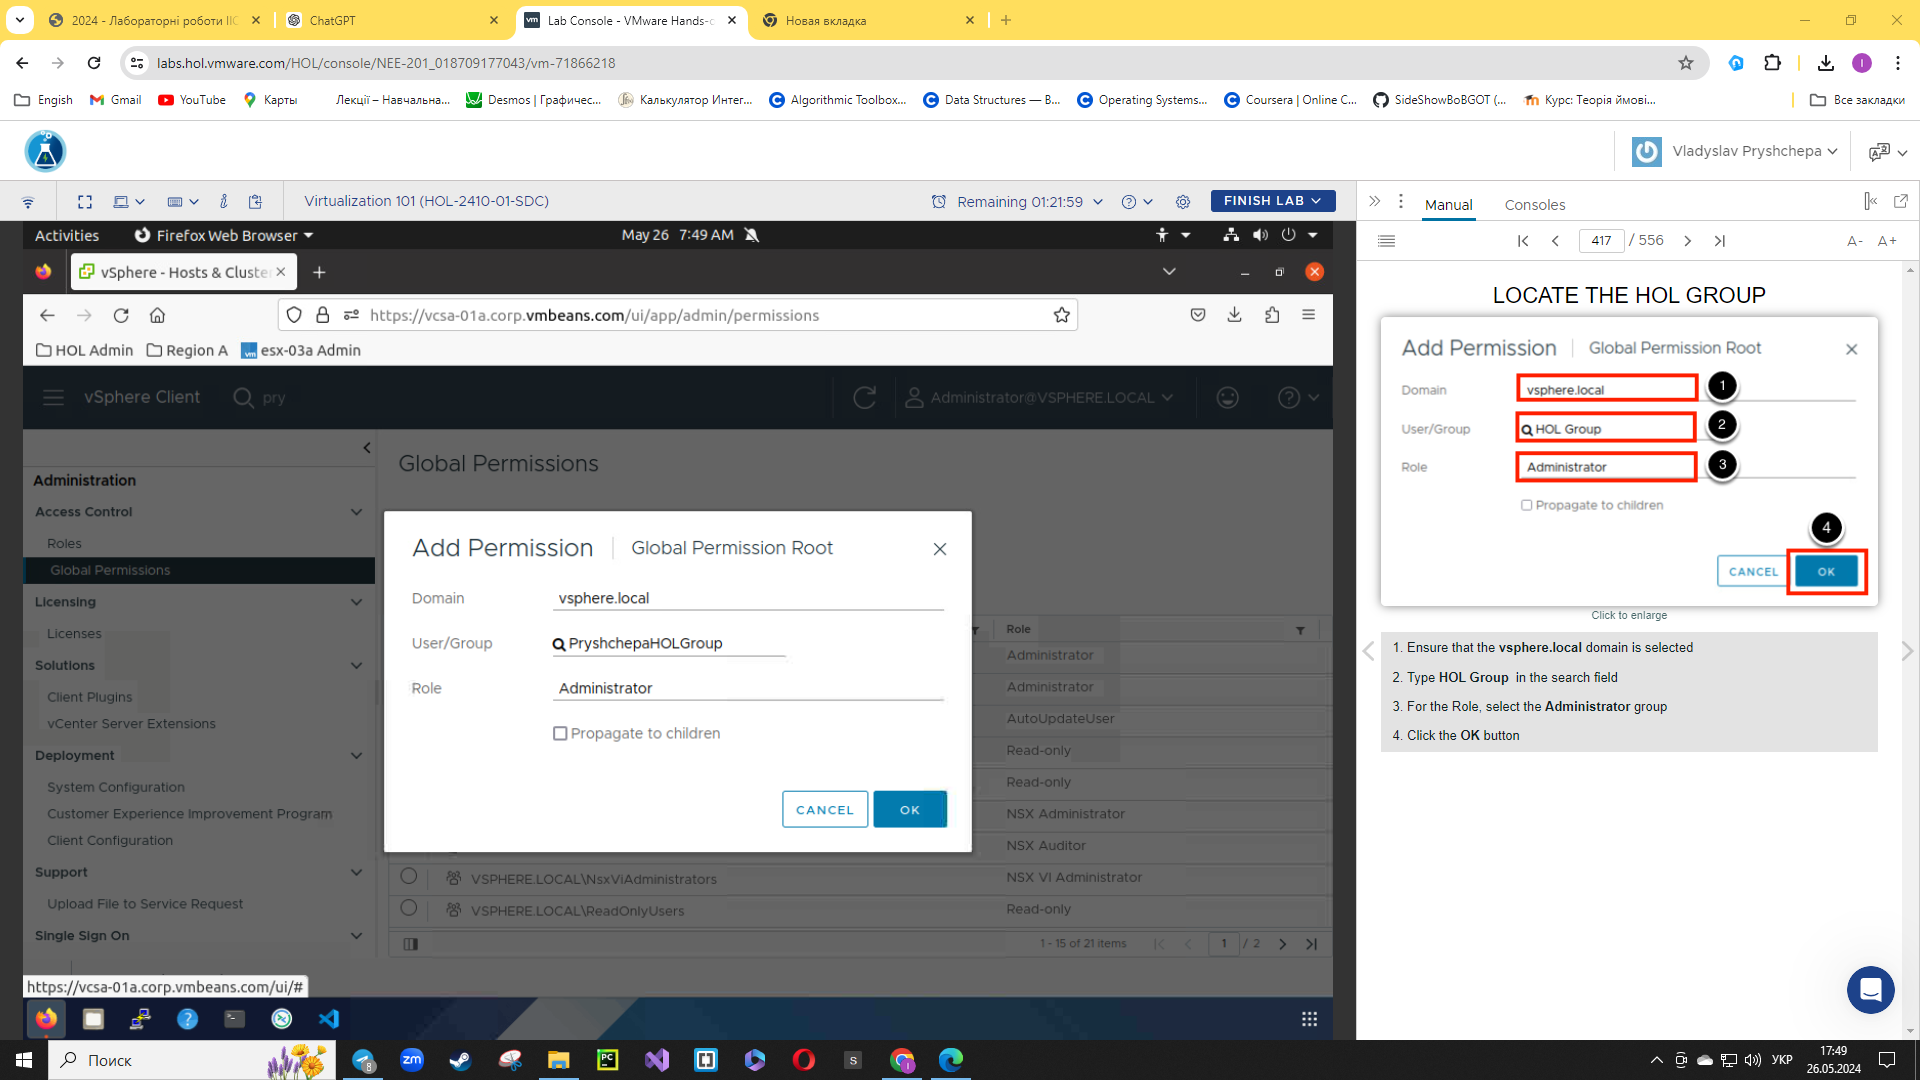 2024 - Лабораторні роботи ІІС
ChatGPT
Lab Console - VMware Hands-o
Новая вкладка
labs.hol.vmware.com/HOL/console/NEE-201_018709177043/vm-71866218
Engish
Gmail
YouTube
Карты
Лекції – Навчальна...
Desmos | Графичес...
Калькулятор Интег...
Algorithmic Toolbox...
Data Structures — В...
Operating Systems...
Coursera | Online C...
SideShowBoBGOT (...
Курс: Теорія ймові...
Все закладки
Vladyslav Pryshchepa
Virtualization 101 (HOL-2410-01-SDC)
Remaining 01:21:59
FINISH LAB
Manual
Consoles
Activities
Firefox Web Browser
May 26 7:49 AM
417 / 556
A- A+
vSphere - Hosts & Cluste
https://vcsa-01a.corp.vmbeans.com/ui/app/admin/permissions
HOL Admin
Region A
esx-03a Admin
vSphere Client
pry
Administrator@VSPHERE.LOCAL
Administration
Access Control
Roles
Global Permissions
Licensing
Licenses
Solutions
Client Plugins
vCenter Server Extensions
Deployment
System Configuration
Customer Experience Improvement Program
Client Configuration
Support
Upload File to Service Request
Single Sign On
https://vcsa-01a.corp.vmbeans.com/ui/#
Global Permissions
Add Permission
Global Permission Root
Domain
vsphere.local
User/Group
PryshchepaHOLGroup
Role
Administrator
Propagate to children
CANCEL
OK
Role
Administrator
Administrator
AutoUpdateUser
Read-only
Read-only
NSX Administrator
NSX Auditor
VSPHERE.LOCAL\NsxViAdministrators
NSX VI Administrator
VSPHERE.LOCAL\ReadOnlyUsers
Read-only
1 - 15 of 21 items
1 / 2
LOCATE THE HOL GROUP
Add Permission
Global Permission Root
Domain
vsphere.local
1
User/Group
HOL Group
2
Role
Administrator
3
Propagate to children
4
CANCEL
OK
Click to enlarge
1. Ensure that the vsphere.local domain is selected
2. Type HOL Group in the search field
3. For the Role, select the Administrator group
4. Click the OK button
Поиск
УКР
17:49
26.05.2024